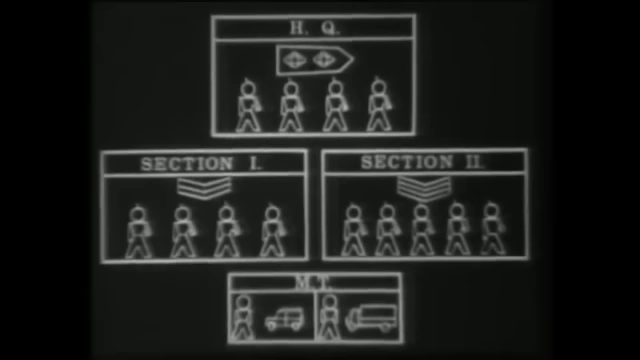 H. Q.
SECTION I.
SECTION II.
M.T.